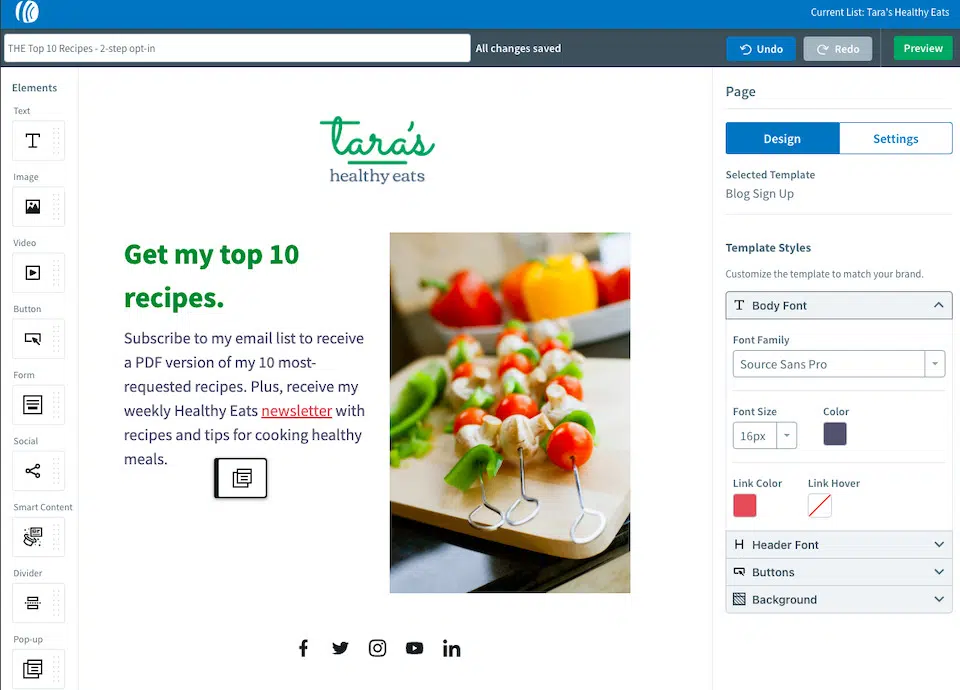 Current List: Tara's Healthy Eats
THE Top 10 Recipes - 2-step opt-in
All changes saved
Undo
Redo
Preview
Elements
Text
Image
Video
Button
Form
Social
Smart Content
Divider
Pop-up
tara's
healthy eats
Get my top 10
recipes.
Subscribe to my email list to receive
a PDF version of my 10 most-
requested recipes. Plus, receive my
weekly Healthy Eats newsletter with
recipes and tips for cooking healthy
meals.
Page
Design
Settings
Selected Template
Blog Sign Up
Template Styles
Customize the template to match your brand.
Body Font
Font Family
Source Sans Pro
Font Size
Color
16px
Link Color
Link Hover
Header Font
Buttons
Background